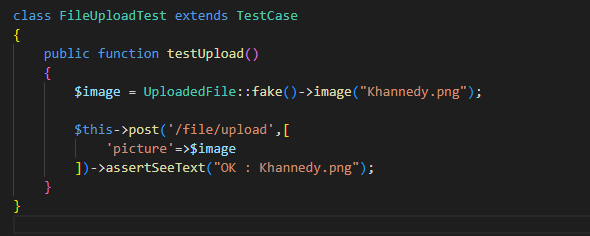 class FileUploadTest extends TestCase
{
    public function testUpload()
    {
        $image = UploadedFile::fake()->image("Khannedy.png");

        $this->post('/file/upload',[
            'picture'=>$image
        ])->assertSeeText("OK : Khannedy.png");
    }
}